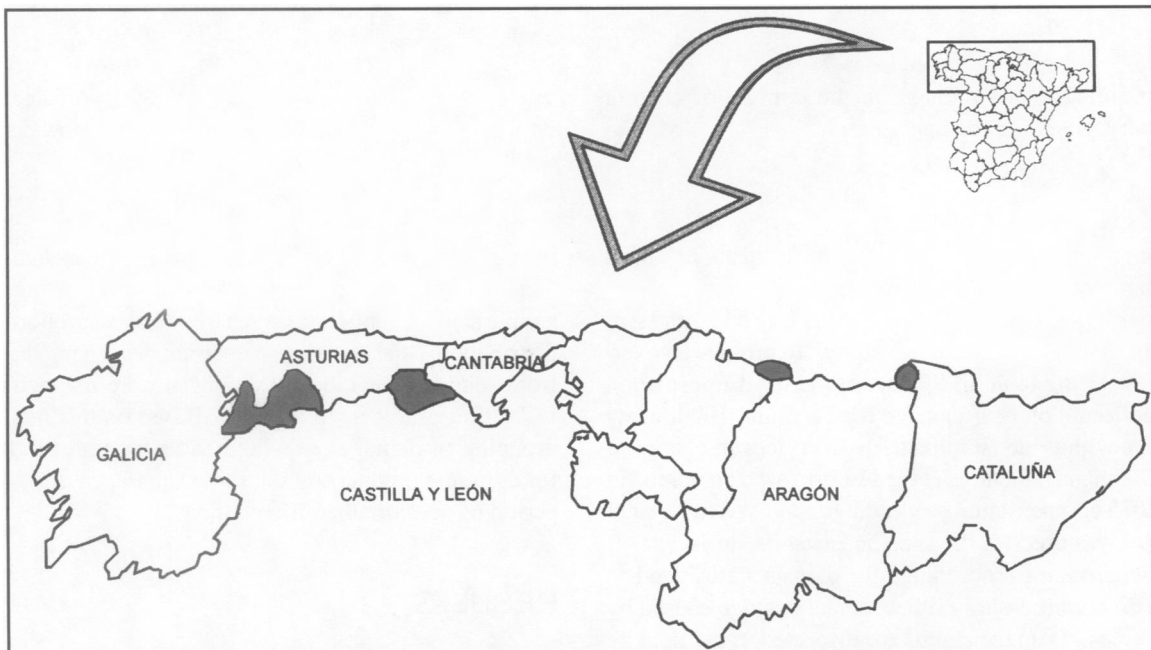 ASTURIAS
CANTABRIA
GALICIA
CASTILLA Y LEÓN
ARAGÓN
CATALUÑA